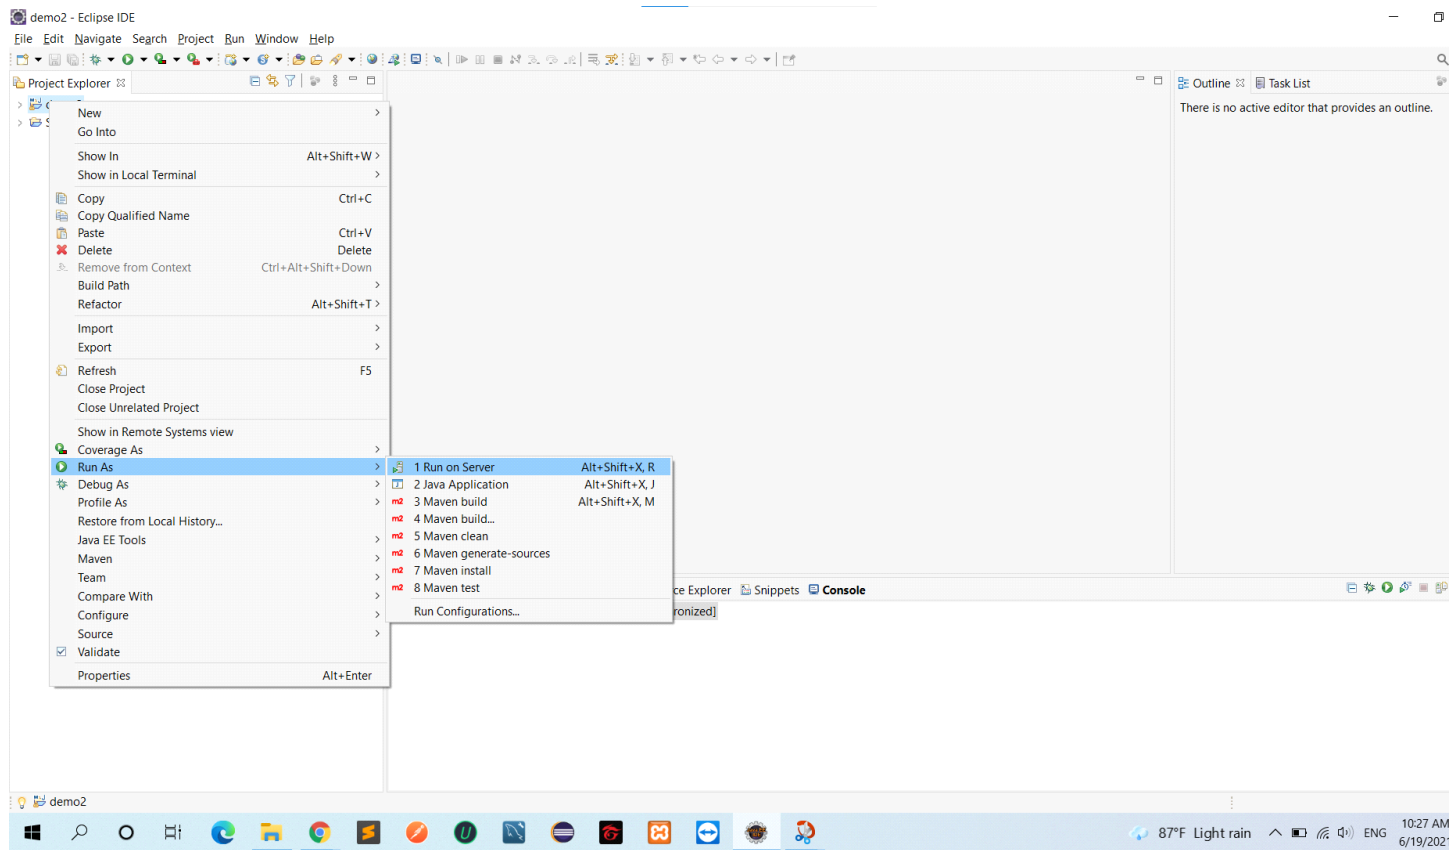 demo2 - Eclipse IDE
File Edit Navigate Search Project Run Window Help
Project Explorer
Outline Task List
There is no active editor that provides an outline.
New
Go Into
Show In Alt+Shift+W
Show in Local Terminal
Copy Ctrl+C
Copy Qualified Name
Paste Ctrl+V
Delete Delete
Remove from Context Ctrl+Alt+Shift+Down
Build Path
Refactor Alt+Shift+T
Import
Export
Refresh F5
Close Project
Close Unrelated Project
Show in Remote Systems view
Coverage As
Run As
Debug As
Profile As
Restore from Local History...
Java EE Tools
Maven
Team
Compare With
Configure
Source
Validate
Properties Alt+Enter
1 Run on Server Alt+Shift+X, R
2 Java Application Alt+Shift+X, J
3 Maven build Alt+Shift+X, M
4 Maven build...
5 Maven clean
6 Maven generate-sources
7 Maven install
8 Maven test
Run Configurations...
ce Explorer Snippets Console
ronized]
demo2
87°F Light rain ENG 10:27 AM
6/19/202